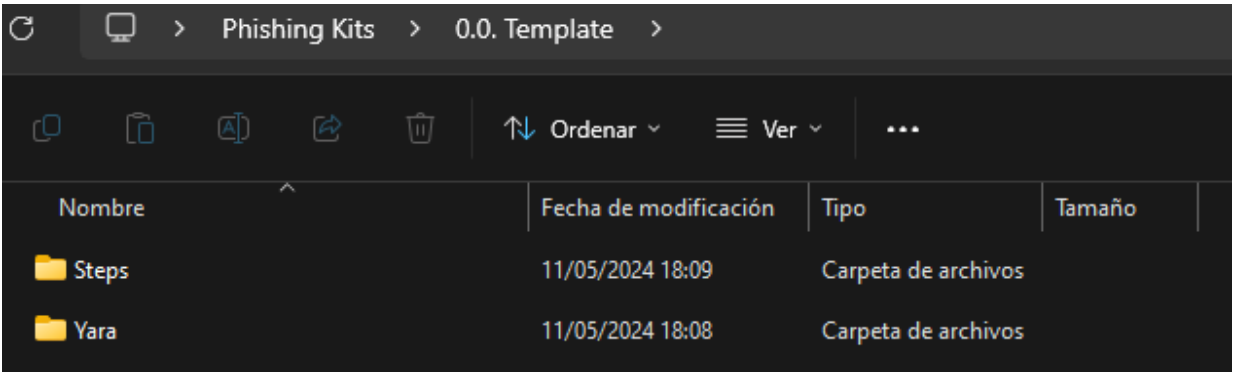 Phishing Kits > 0.0. Template >
Ordenar Ver
Nombre Fecha de modificación Tipo Tamaño
Steps 11/05/2024 18:09 Carpeta de archivos
Yara 11/05/2024 18:08 Carpeta de archivos